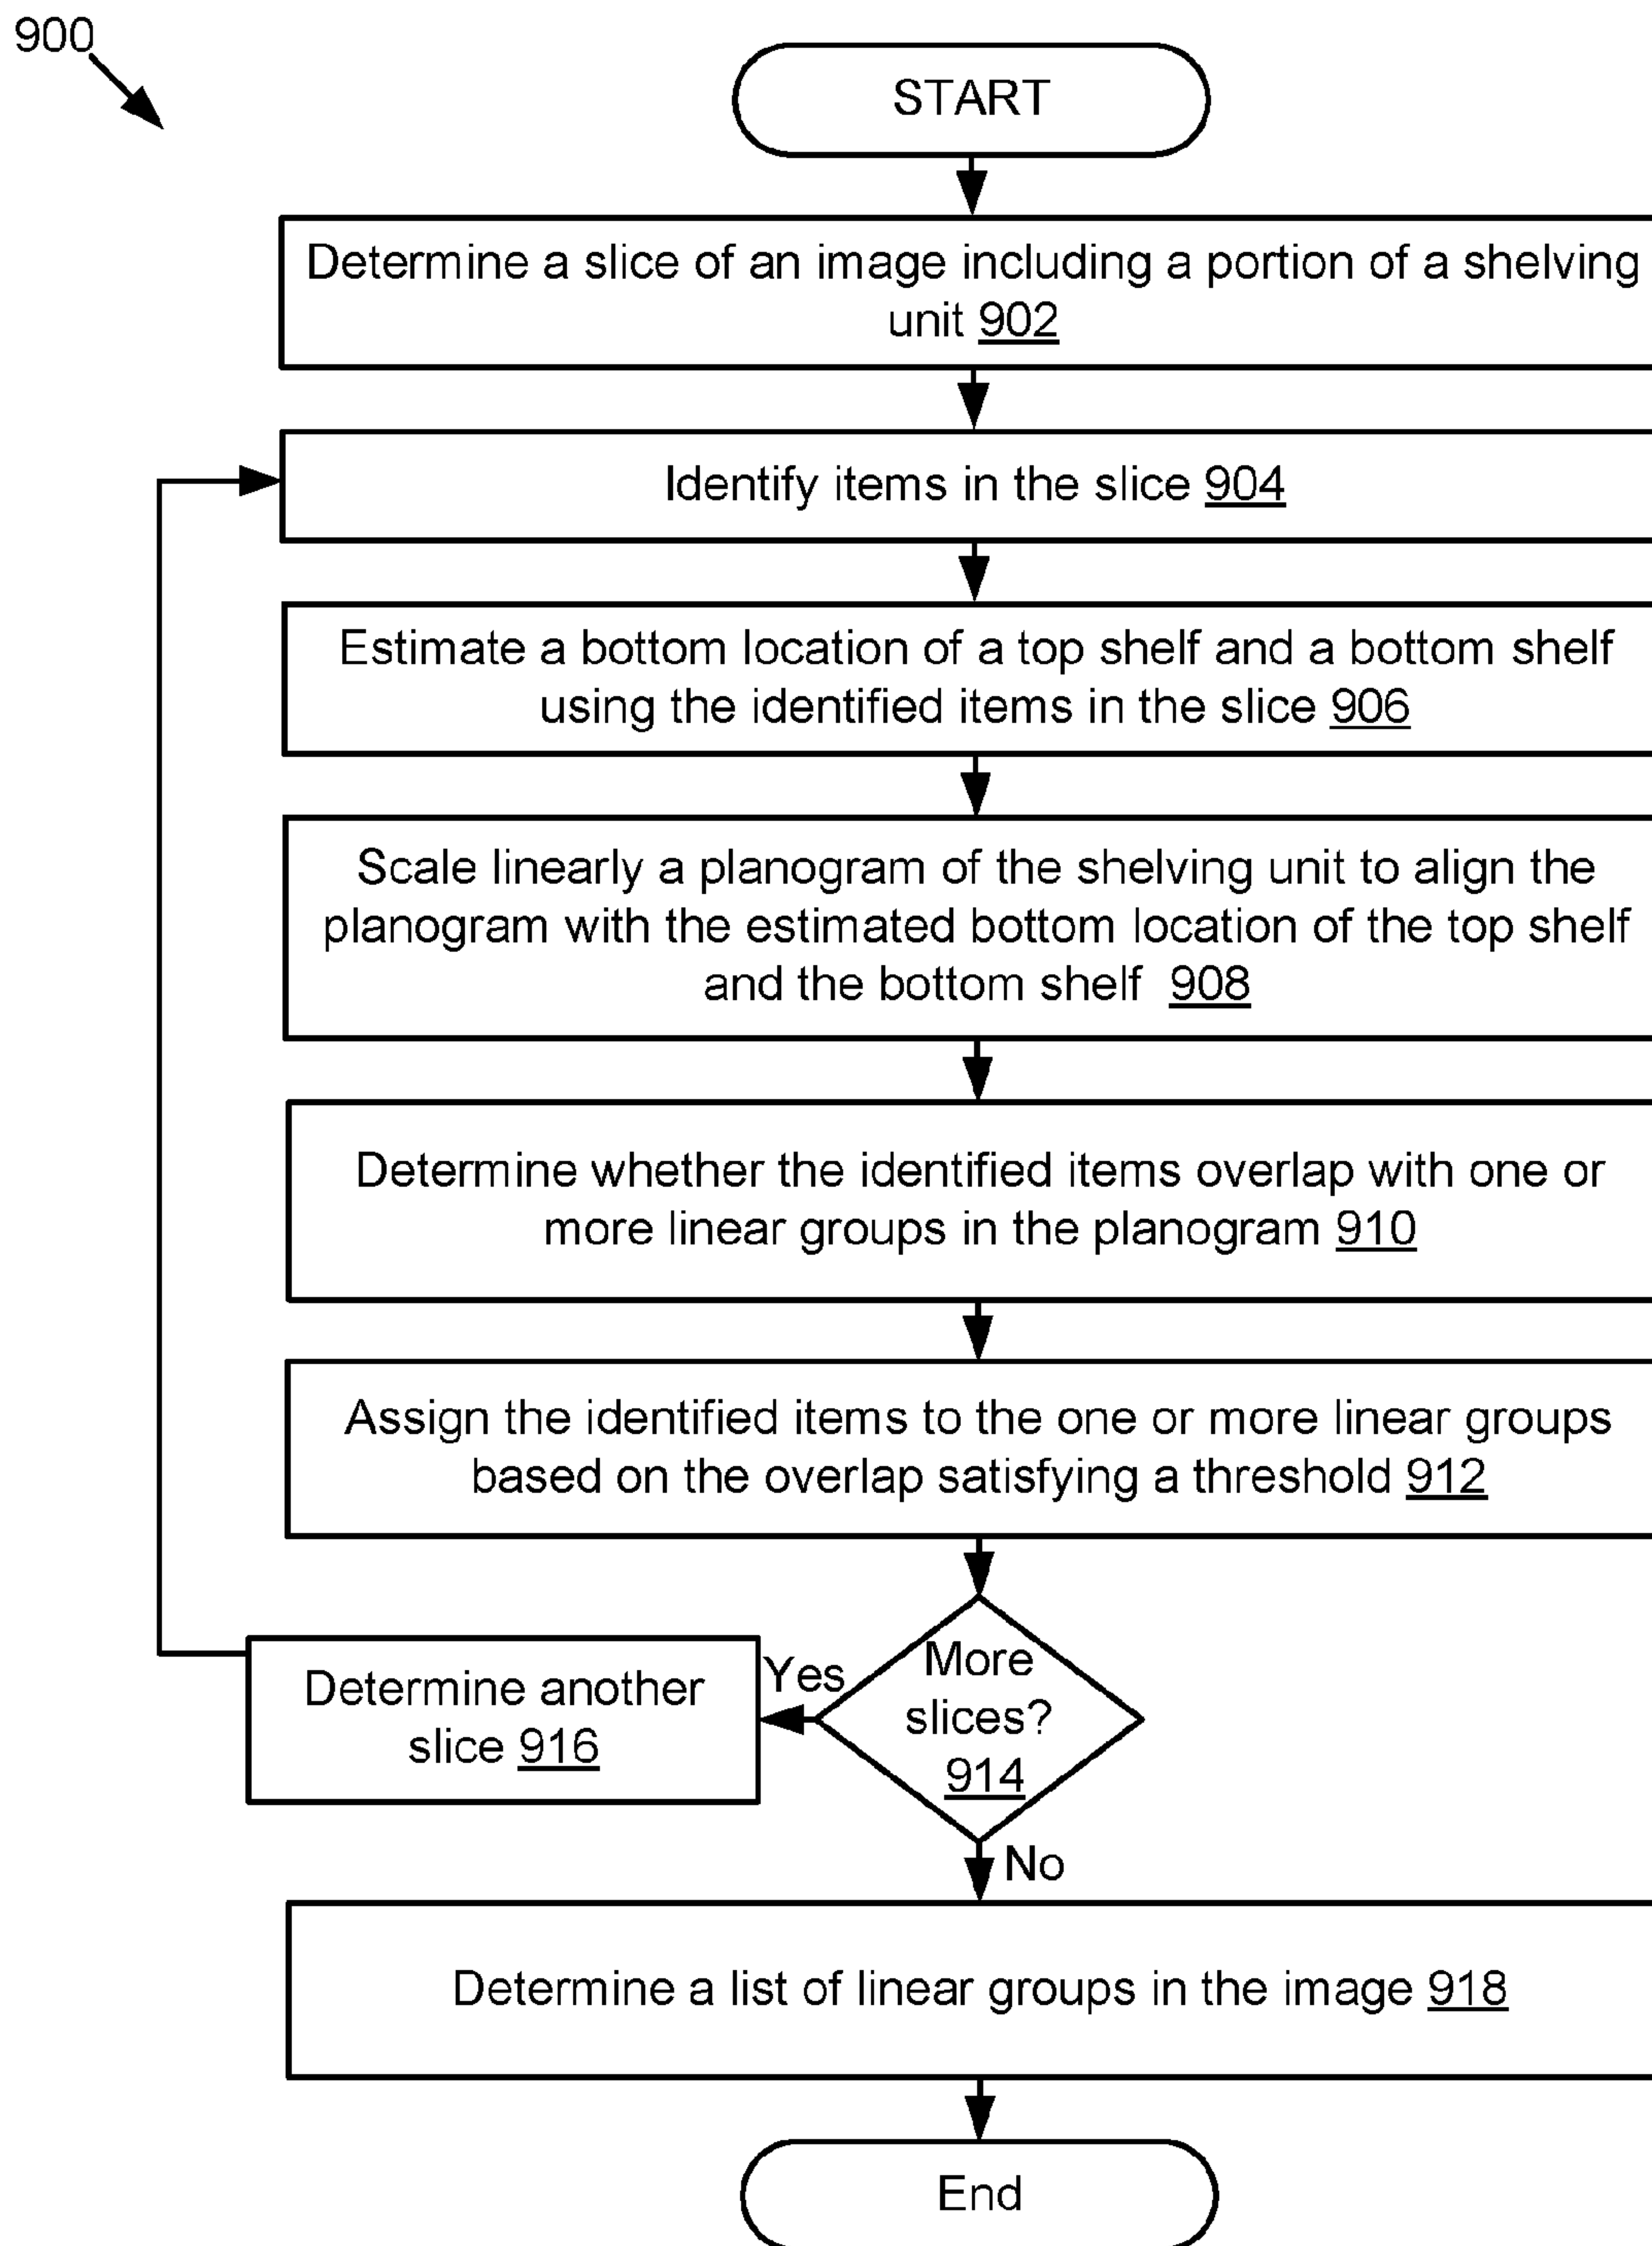 900
START
Determine a slice of an image including a portion of a shelving
unit 902
Identify items in the slice 904
Estimate a bottom location of a top shelf and a bottom shelf
using the identified items in the slice 906
Scale linearly a planogram of the shelving unit to align the
planogram with the estimated bottom location of the top shelf
and the bottom shelf 908
Determine whether the identified items overlap with one or
more linear groups in the planogram 910
Assign the identified items to the one or more linear groups
based on the overlap satisfying a threshold 912
More
slices?
914
Yes
Determine another
slice 916
No
Determine a list of linear groups in the image 918
End